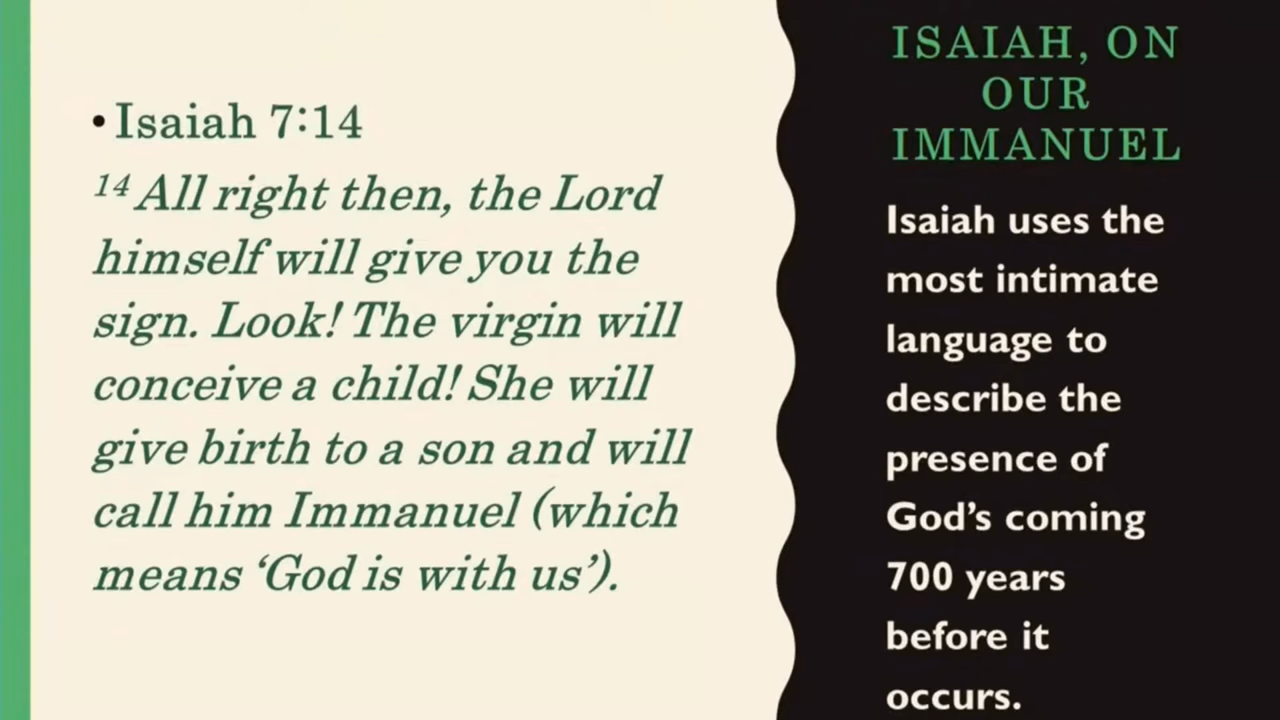 • Isaiah 7:14
14 All right then, the Lord
himself will give you the
sign. Look! The virgin will
conceive a child! She will
give birth to a son and will
call him Immanuel (which
means ‘God is with us’).
ISAIAH, ON
OUR
IMMANUEL
Isaiah uses the
most intimate
language to
describe the
presence of
God’s coming
700 years
before it
occurs.